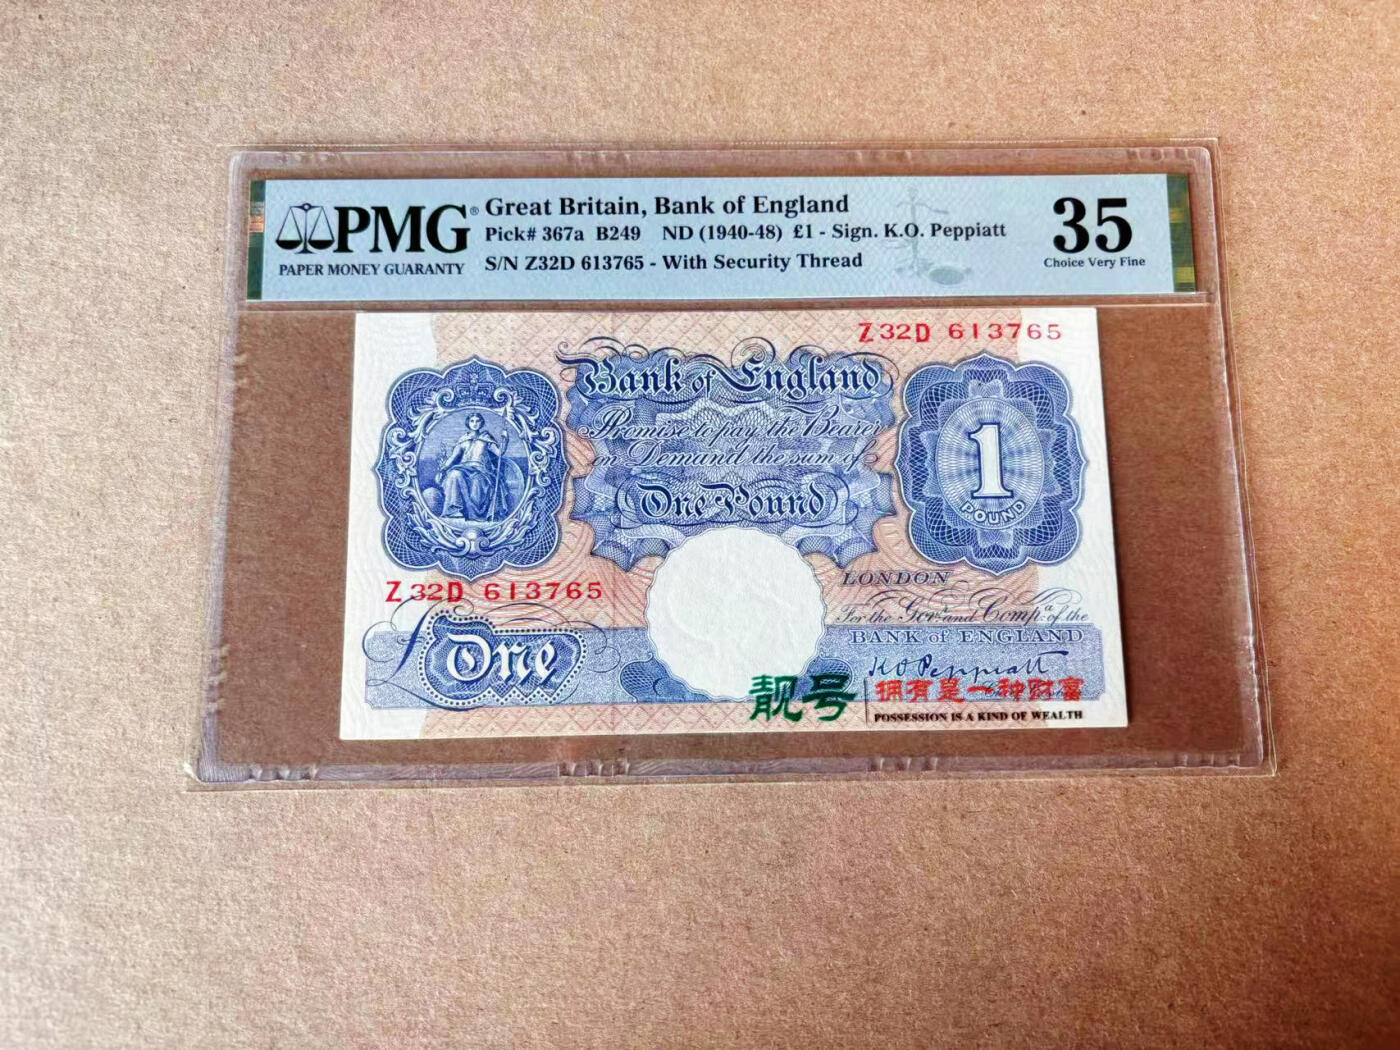 PMG®
PAPER MONEY GUARANTY
Great Britain, Bank of England
Pick# 367a B249 ND (1940-48) £1 - Sign. K.O. Peppiatt
S/N Z32D 613765 - With Security Thread
35
Choice Very Fine
Z32D 613765
Bank of England
Promise to pay the Bearer
on Demand the sum of
One Pound
1
POUND
Z32D 613765
One
LONDON
For the Govr. and Compa. of the
BANK of ENGLAND
K O Peppiatt
靓号
拥有是一种财富
POSSESSION IS A KIND OF WEALTH